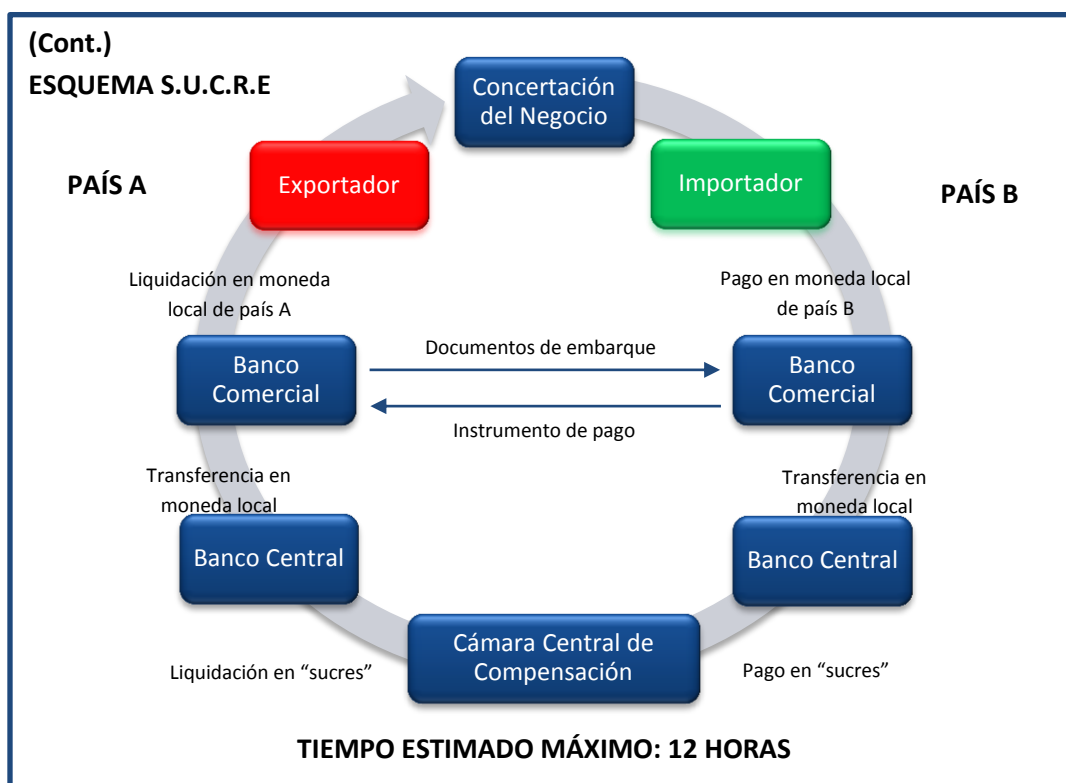 (Cont.)
ESQUEMA S.U.C.R.E
Concertación
del Negocio
PAÍS A
Exportador
Importador
PAÍS B
Liquidación en moneda
local de país A
Pago en moneda local
de país B
Banco
Comercial
Documentos de embarque
Instrumento de pago
Banco
Comercial
Transferencia en
moneda local
Transferencia en
moneda local
Banco Central
Banco Central
Cámara Central de
Compensación
Liquidación en “sucres”
Pago en “sucres”
TIEMPO ESTIMADO MÁXIMO: 12 HORAS